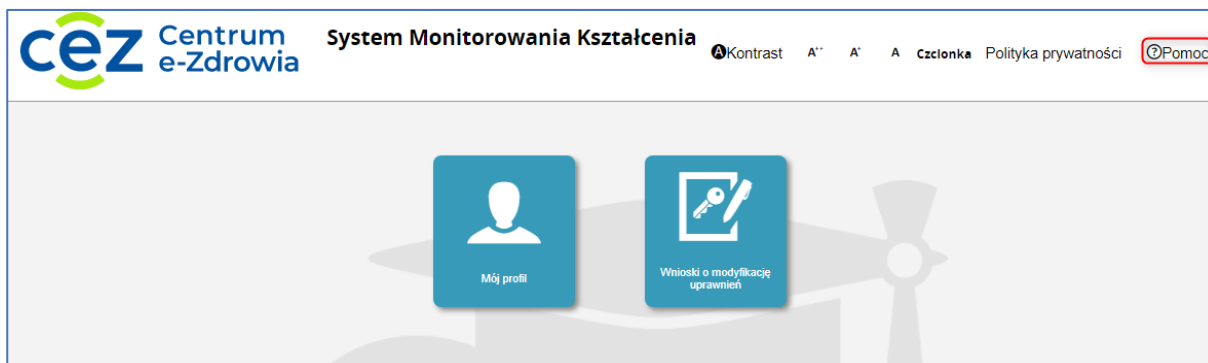 cez Centrum e-Zdrowia
System Monitorowania Kształcenia
Kontrast A++ A+ A Czcionka Polityka prywatności ?Pomoc
Mój profil
Wnioski o modyfikację
uprawnień